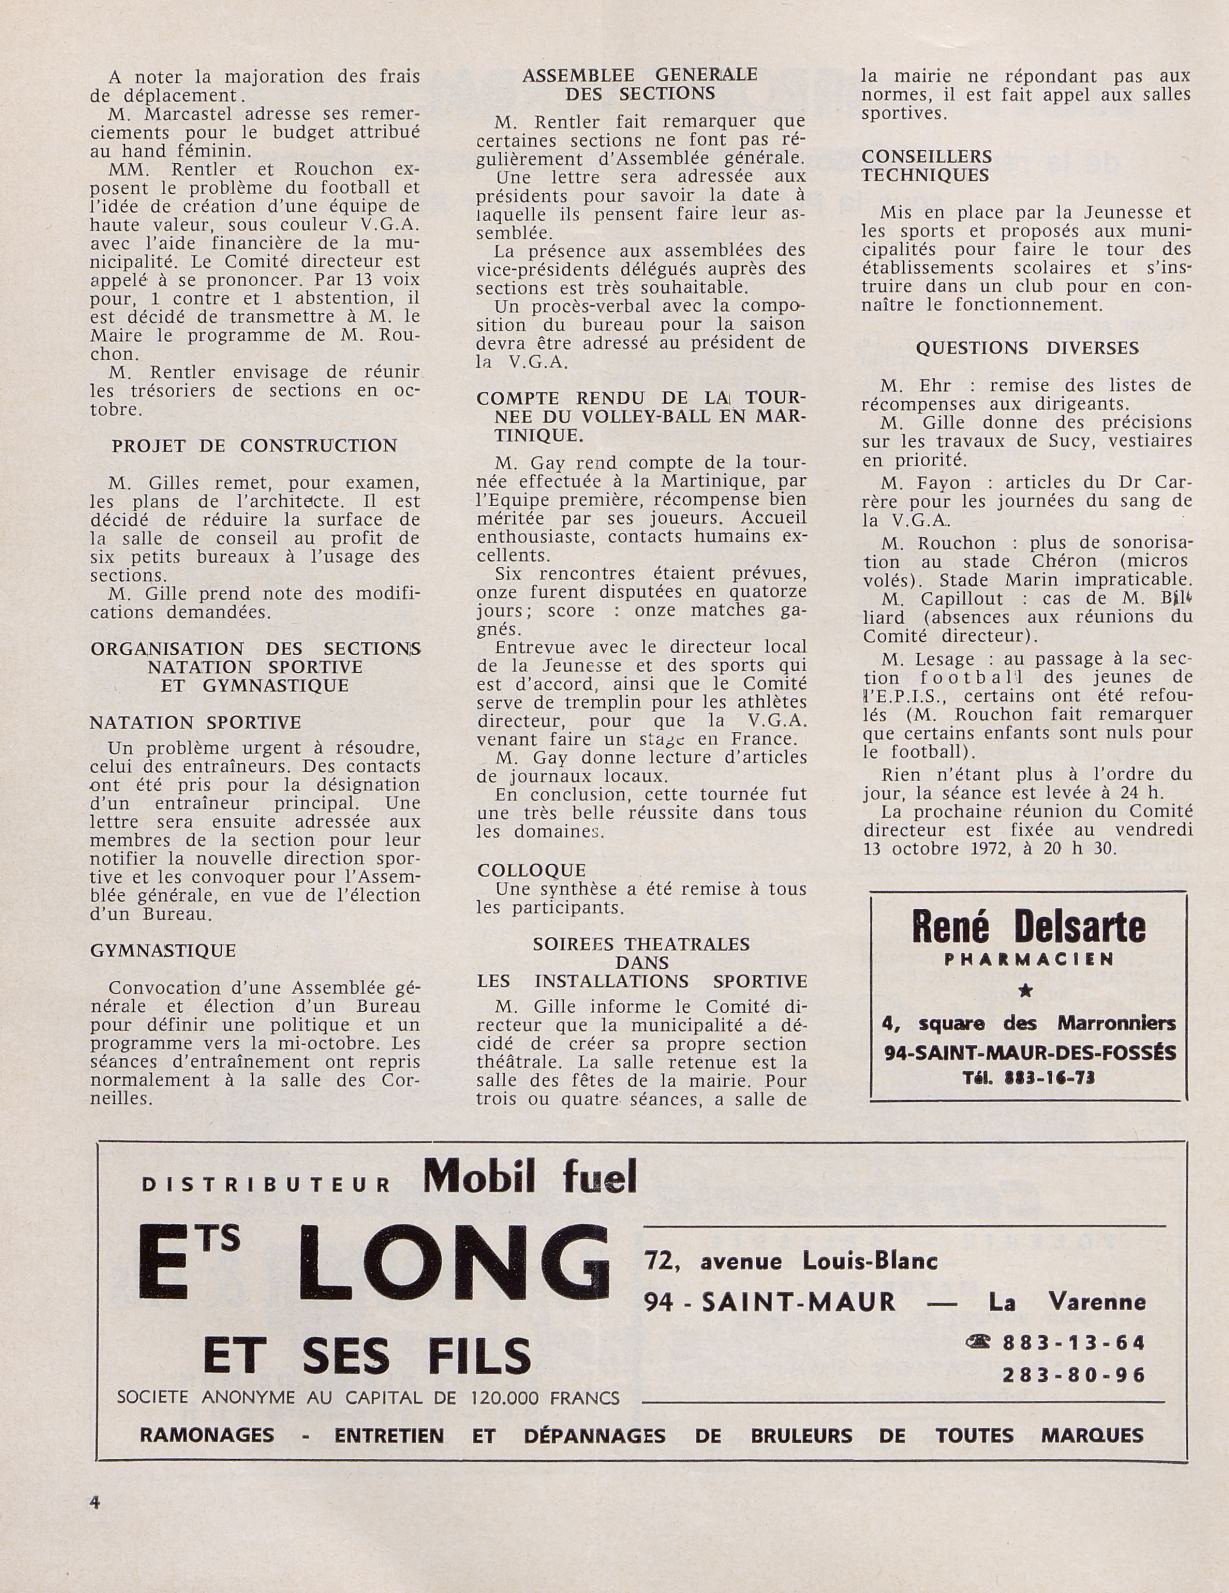 A noter la majoration des frais
de déplacement.
M. Marcastel adresse ses remer-
ciements pour le budget attribué
au hand féminin.
MM. Rentler et Rouchon ex-
posent le problème du football et
l'idée de création d'une équipe de
haute valeur, sous couleur V.G.A.
avec l'aide financière de la mu-
nicipalité. Le Comité directeur est
appelé à se prononcer. Par 13 voix
pour, 1 contre et 1 abstention, il
est décidé de transmettre à M. le
Maire le programme de M. Rou-
chon.
M. Rentler envisage de réunir
les trésoriers de sections en oc-
tobre.
PROJET DE CONSTRUCTION
M. Gilles remet, pour examen,
les plans de l'architecte. Il est
décidé de réduire la surface de
la salle de conseil au profit de
six petits bureaux à l'usage des
sections.
M. Gille prend note des modifi-
cations demandées.
ORGANISATION DES SECTIONS
NATATION SPORTIVE
ET GYMNASTIQUE
NATATION SPORTIVE
Un problème urgent à résoudre,
celui des entraîneurs. Des contacts
ont été pris pour la désignation
d'un entraîneur principal. Une
lettre sera ensuite adressée aux
membres de la section pour leur
notifier la nouvelle direction spor-
tive et les convoquer pour l'Assem-
blée générale, en vue de l'élection
d'un Bureau.
GYMNASTIQUE
Convocation d'une Assemblée gé-
nérale et élection d'un Bureau
pour définir une politique et un
programme vers la mi-octobre. Les
séances d'entraînement ont repris
normalement à la salle des Cor-
neilles.
ASSEMBLEE GENERALE
DES SECTIONS
M. Rentler fait remarquer que
certaines sections ne font pas ré-
gulièrement d'Assemblée générale.
Une lettre sera adressée aux
présidents pour savoir la date à
laquelle ils pensent faire leur as-
semblée.
La présence aux assemblées des
vice-présidents délégués auprès des
sections est très souhaitable.
Un procès-verbal avec la compo-
sition du bureau pour la saison
devra être adressé au président de
la V.G.A.
COMPTE RENDU DE LA TOUR-
NEE DU VOLLEY-BALL EN MAR-
TINIQUE.
M. Gay rend compte de la tour-
née effectuée à la Martinique, par
l'Equipe première, récompense bien
méritée par ses joueurs. Accueil
enthousiaste, contacts humains ex-
cellents.
Six rencontres étaient prévues,
onze furent disputées en quatorze
jours; score : onze matches ga-
gnés.
Entrevue avec le directeur local
de la Jeunesse et des sports qui
est d'accord, ainsi que le Comité
serve de tremplin pour les athlètes
directeur, pour que la V.G.A.
venant faire un stage en France.
M. Gay donne lecture d'articles
de journaux locaux.
En conclusion, cette tournée fut
une très belle réussite dans tous
les domaines.
COLLOQUE
Une synthèse a été remise à tous
les participants.
SOIREES THEATRALES
DANS
LES INSTALLATIONS SPORTIVE
M. Gille informe le Comité di-
recteur que la municipalité a dé-
cidé de créer sa propre section
théâtrale. La salle retenue est la
salle des fêtes de la mairie. Pour
trois ou quatre séances, a salle de
la mairie ne répondant pas aux
normes, il est fait appel aux salles
sportives.
CONSEILLERS
TECHNIQUES
Mis en place par la Jeunesse et
les sports et proposés aux muni-
cipalités pour faire le tour des
établissements scolaires et s'ins-
truire dans un club pour en con-
naître le fonctionnement.
QUESTIONS DIVERSES
M. Ehr : remise des listes de
récompenses aux dirigeants.
M. Gille donne des précisions
sur les travaux de Sucy, vestiaires
en priorité.
M. Fayon : articles du Dr Car-
rère pour les journées du sang de
la V.G.A.
M. Rouchon : plus de sonorisa-
tion au stade Chéron (micros
volés). Stade Marin impraticable.
M. Capillout : cas de M. Bil-
liard (absences aux réunions du
Comité directeur).
M. Lesage : au passage à la sec-
tion football des jeunes de
l'E.P.I.S., certains ont été refou-
lés (M. Rouchon fait remarquer
que certains enfants sont nuls pour
le football).
Rien n'étant plus à l'ordre du
jour, la séance est levée à 24 h.
La prochaine réunion du Comité
directeur est fixée au vendredi
13 octobre 1972, à 20 h 30.
René Delsarte
PHARMACIEN
★
4, square des Marronniers
94-SAINT-MAUR-DES-FOSSÉS
Tél. 883-16-73
DISTRIBUTEUR Mobil fuel
ETS LONG
ET SES FILS
SOCIETE ANONYME AU CAPITAL DE 120.000 FRANCS
72, avenue Louis-Blanc
94 - SAINT-MAUR — La Varenne
☎ 883-13-64
283-80-96
RAMONAGES - ENTRETIEN ET DÉPANNAGES DE BRULEURS DE TOUTES MARQUES
4